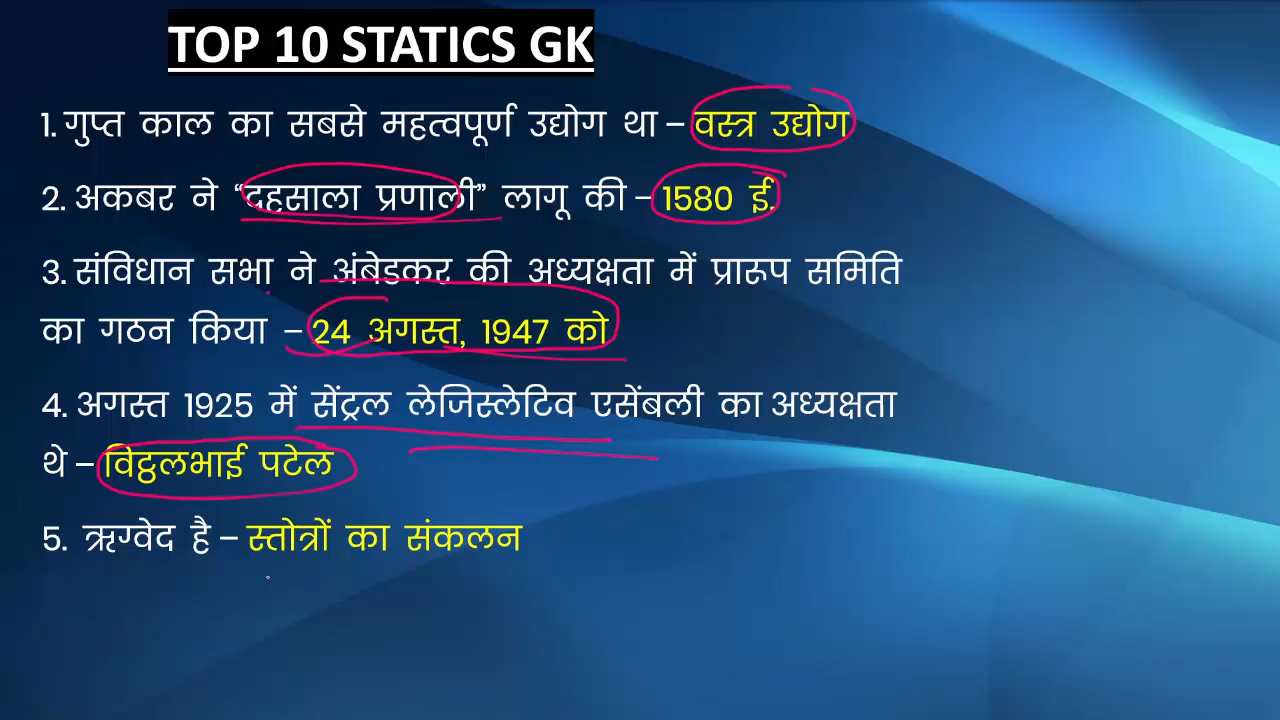 TOP 10 STATICS GK
1. गुप्त काल का सबसे महत्वपूर्ण उद्योग था – वस्त्र उद्योग
2. अकबर ने “दहसाला प्रणाली” लागू की – 1580 ई.
3. संविधान सभा ने अंबेडकर की अध्यक्षता में प्रारूप समिति
का गठन किया – 24 अगस्त, 1947 को
4. अगस्त 1925 में सेंट्रल लेजिस्लेटिव एसेंबली का अध्यक्षता
थे – विट्ठलभाई पटेल
5. ऋग्वेद है – स्तोत्रों का संकलन